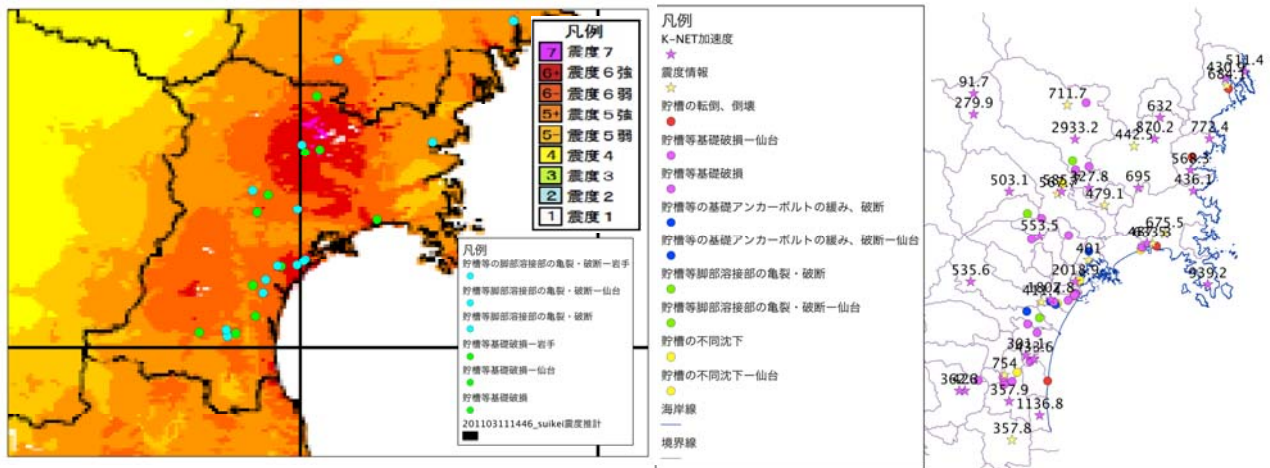 凡例
7 震度7
6+ 震度6強
6- 震度6弱
5+ 震度5強
5- 震度5弱
4 震度4
3 震度3
2 震度2
1 震度1
凡例
貯槽等の脚部溶接部の亀裂・破断ー岩手
貯槽等脚部溶接部の亀裂・破断ー仙台
貯槽等脚部溶接部の亀裂・破断
貯槽等基礎破損ー岩手
貯槽等基礎破損ー仙台
貯槽等基礎破損
201103111446_suikei震度推計
凡例
K-NET加速度
震度情報
貯槽の転倒、倒壊
貯槽等基礎破損ー仙台
貯槽等基礎破損
貯槽等の基礎アンカーボルトの緩み、破断
貯槽等の基礎アンカーボルトの緩み、破断ー仙台
貯槽等脚部溶接部の亀裂・破断
貯槽等脚部溶接部の亀裂・破断ー仙台
貯槽の不同沈下
貯槽の不同沈下ー仙台
海岸線
境界線
511.4
430.9
684.1
91.7
279.9
711.7
632
2933.2
870.2
442.5
773.4
568.3
327.8
503.1
695
436.1
479.1
553.5
675.5
401
535.6
2018.9
939.2
754
357.9
1136.8
357.8